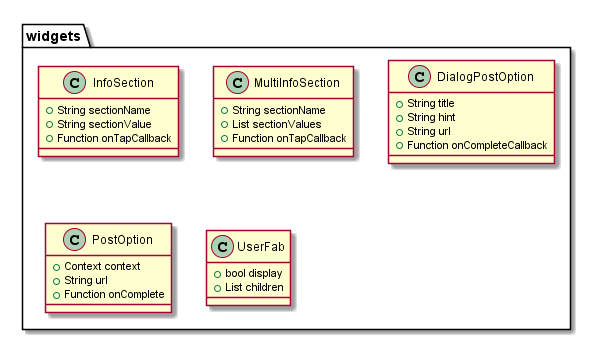 widgets
C InfoSection
String sectionName
String sectionValue
Function onTapCallback
C MultiInfoSection
String sectionName
List sectionValues
Function onTapCallback
C DialogPostOption
String title
String hint
String url
Function onCompleteCallback
C PostOption
Context context
String url
Function onComplete
C UserFab
bool display
List children